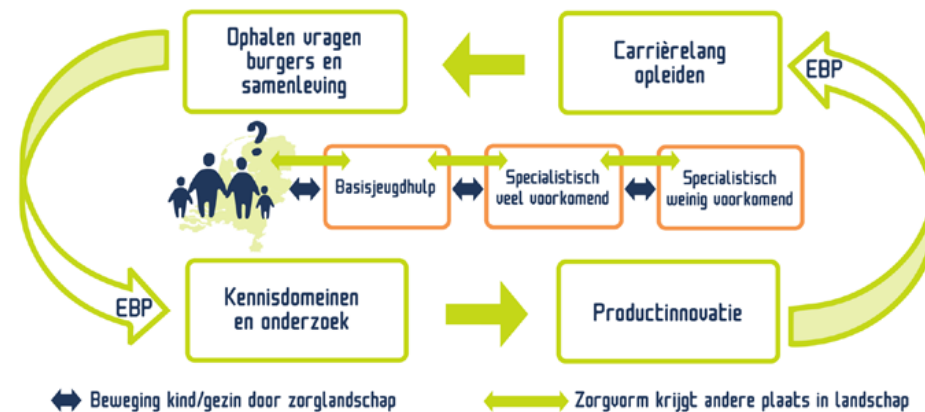 Ophalen vragen
burgers en
samenleving
Carrièrelang
opleiden
EBP
?
Basisjeugdhulp
Specialistisch
veel voorkomend
Specialistisch
weinig voorkomend
EBP
Kennisdomeinen
en onderzoek
Productinnovatie
Beweging kind/gezin door zorglandschap
Zorgvorm krijgt andere plaats in landschap